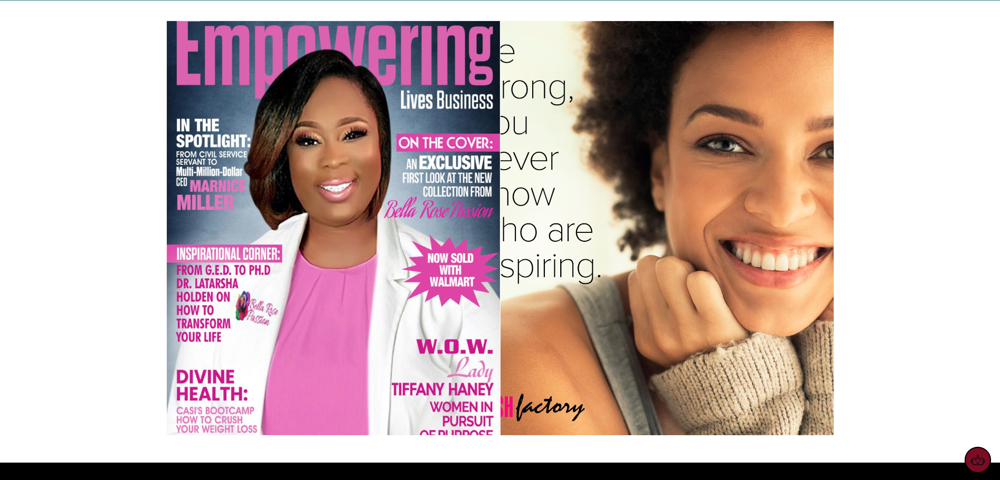 Empowering
Lives Business
IN THE
SPOTLIGHT:
FROM CIVIL SERVICE
SERVANT TO
Multi-Million-Dollar
CEO MARNICE
MILLER
ON THE COVER:
AN EXCLUSIVE
FIRST LOOK AT THE NEW
COLLECTION FROM
Bella Rose Passion
INSPIRATIONAL CORNER:
FROM G.E.D. TO PH.D
DR. LATARSHA
HOLDEN ON
HOW TO
TRANSFORM
YOUR LIFE
Bella Rose
Passion
NOW SOLD
WITH
WALMART
DIVINE
HEALTH:
CASI'S BOOTCAMP
HOW TO CRUSH
YOUR WEIGHT LOSS
W.O.W.
Lady
TIFFANY HANEY
WOMEN IN
PURSUIT
OF PURPOSE
e
rong,
ou
ever
now
ho are
spiring.
SH factory